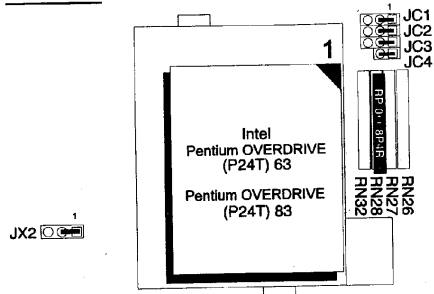 1
JC1
JC2
JC3
JC4
1
Intel
Pentium OVERDRIVE
(P24T) 63
Pentium OVERDRIVE
(P24T) 83
RN32
RN28
RN27
RN26
1
JX2